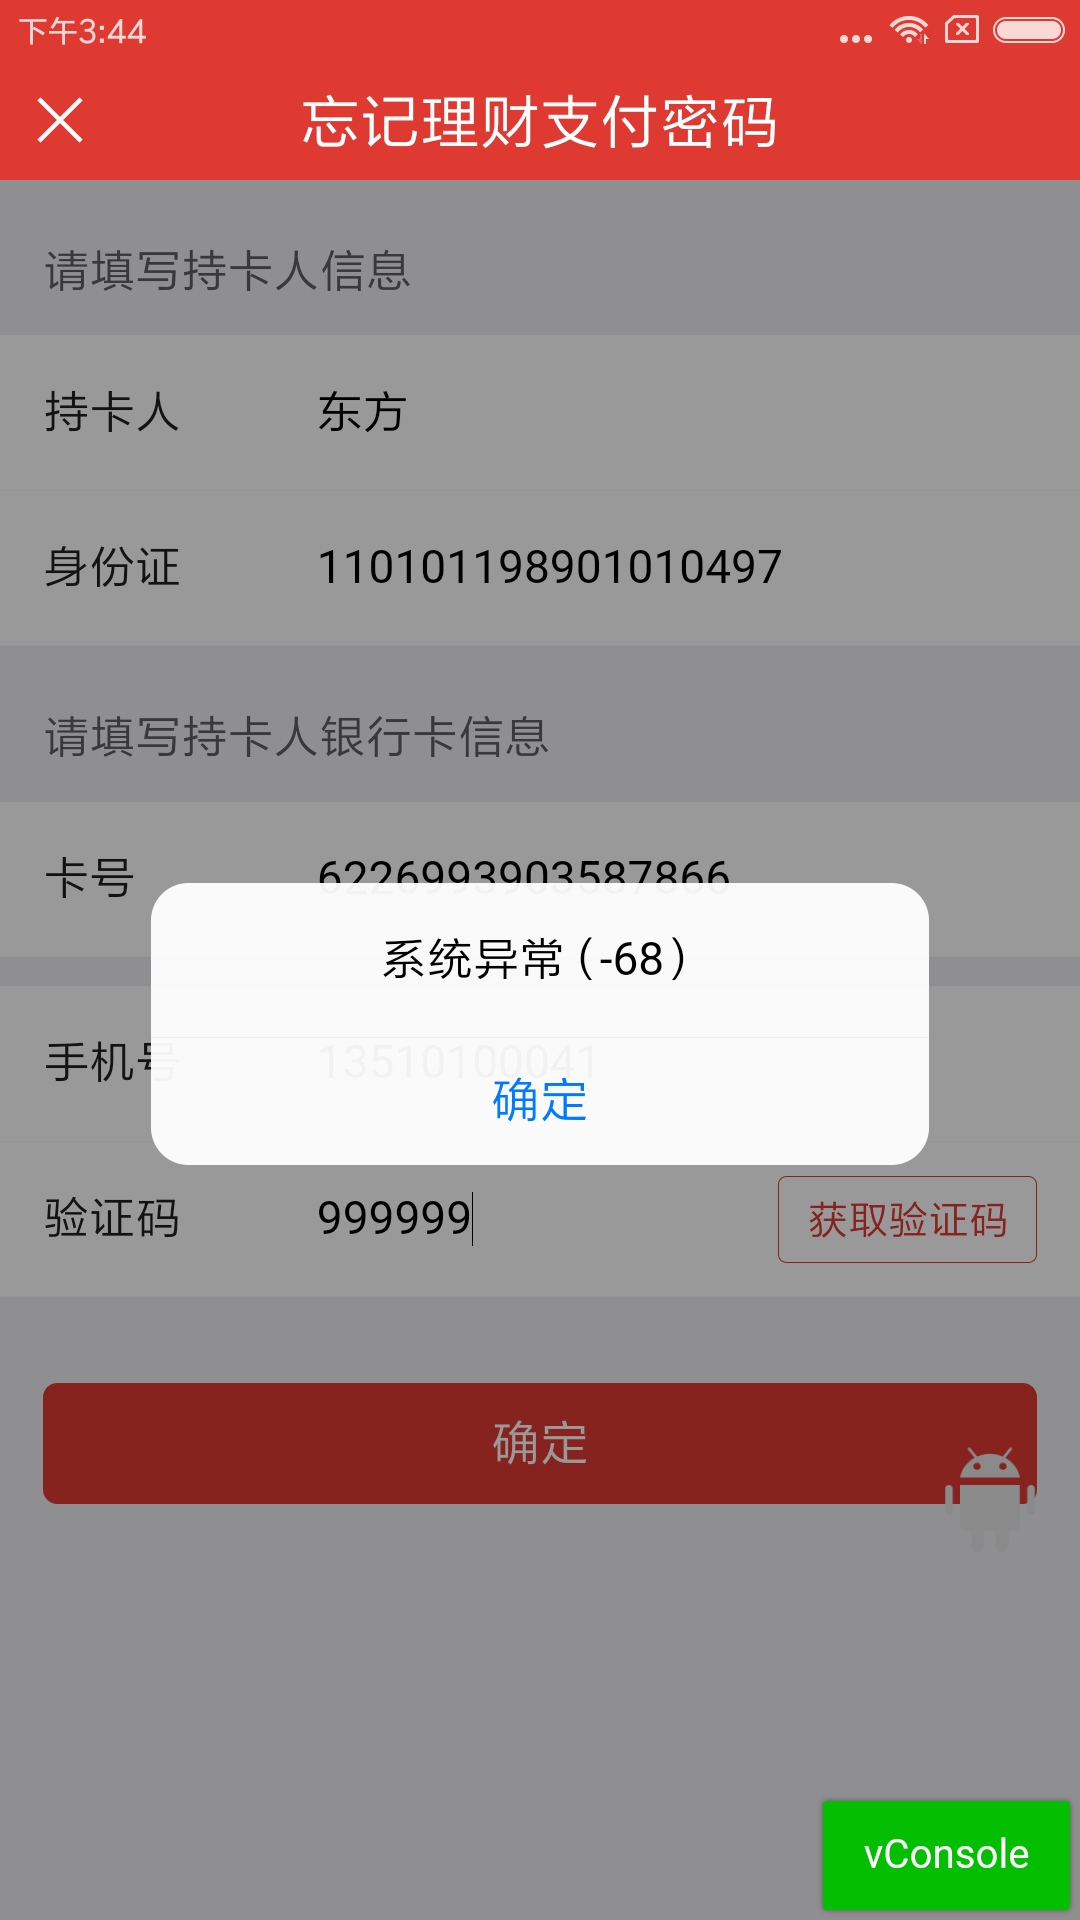 下午3:44
忘记理财支付密码
请填写持卡人信息
持卡人 东方
身份证 110101198901010497
请填写持卡人银行卡信息
卡号 6226993903587866
系统异常（-68）
手机号 13510100041
确定
验证码 999999 获取验证码
确定
vConsole